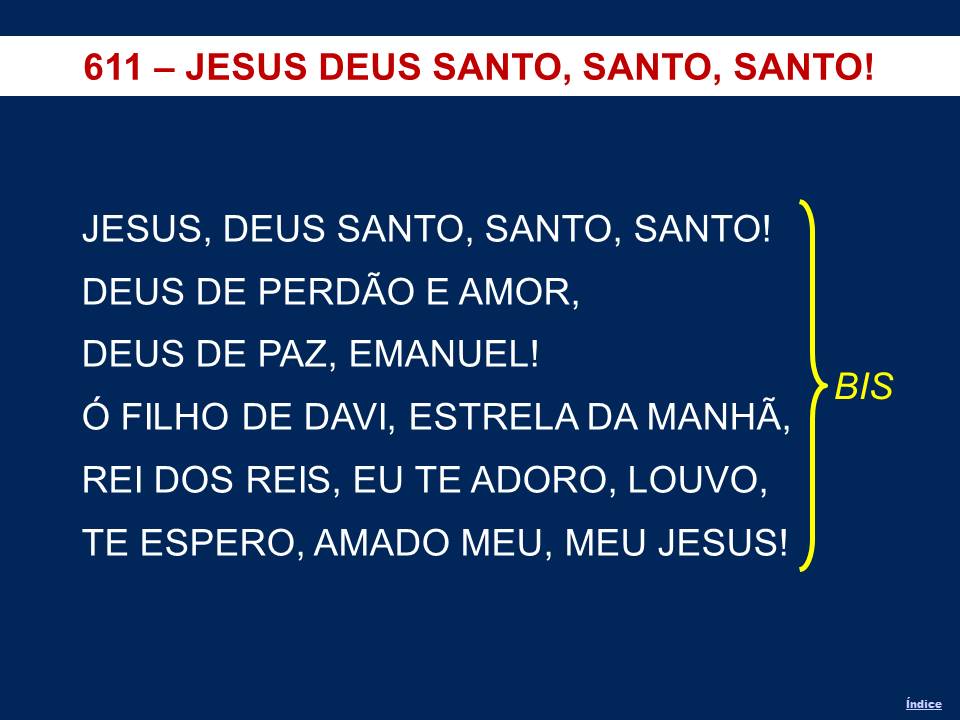 611 – JESUS DEUS SANTO, SANTO, SANTO!
JESUS, DEUS SANTO, SANTO, SANTO!
DEUS DE PERDÃO E AMOR,
DEUS DE PAZ, EMANUEL!
Ó FILHO DE DAVI, ESTRELA DA MANHÃ,
REI DOS REIS, EU TE ADORO, LOUVO,
TE ESPERO, AMADO MEU, MEU JESUS!
BIS
Índice